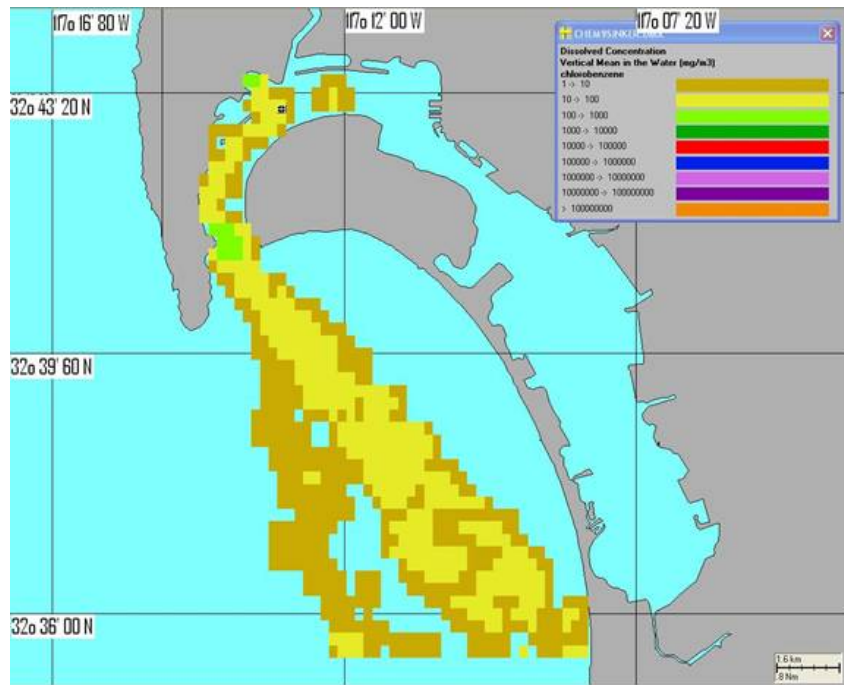 117o 16' 80 W
117o 12' 00 W
117o 07' 20 W
32o 43' 20 N
32o 39' 60 N
32o 36' 00 N
Dissolved Concentration
Vertical Mean in the Water (mg/m3)
chlorobenzene
1 -> 10
10 -> 100
100 -> 1000
1000 -> 10000
10000 -> 100000
100000 -> 1000000
1000000 -> 10000000
10000000 -> 100000000
> 100000000
1.6 km
.8 Nm